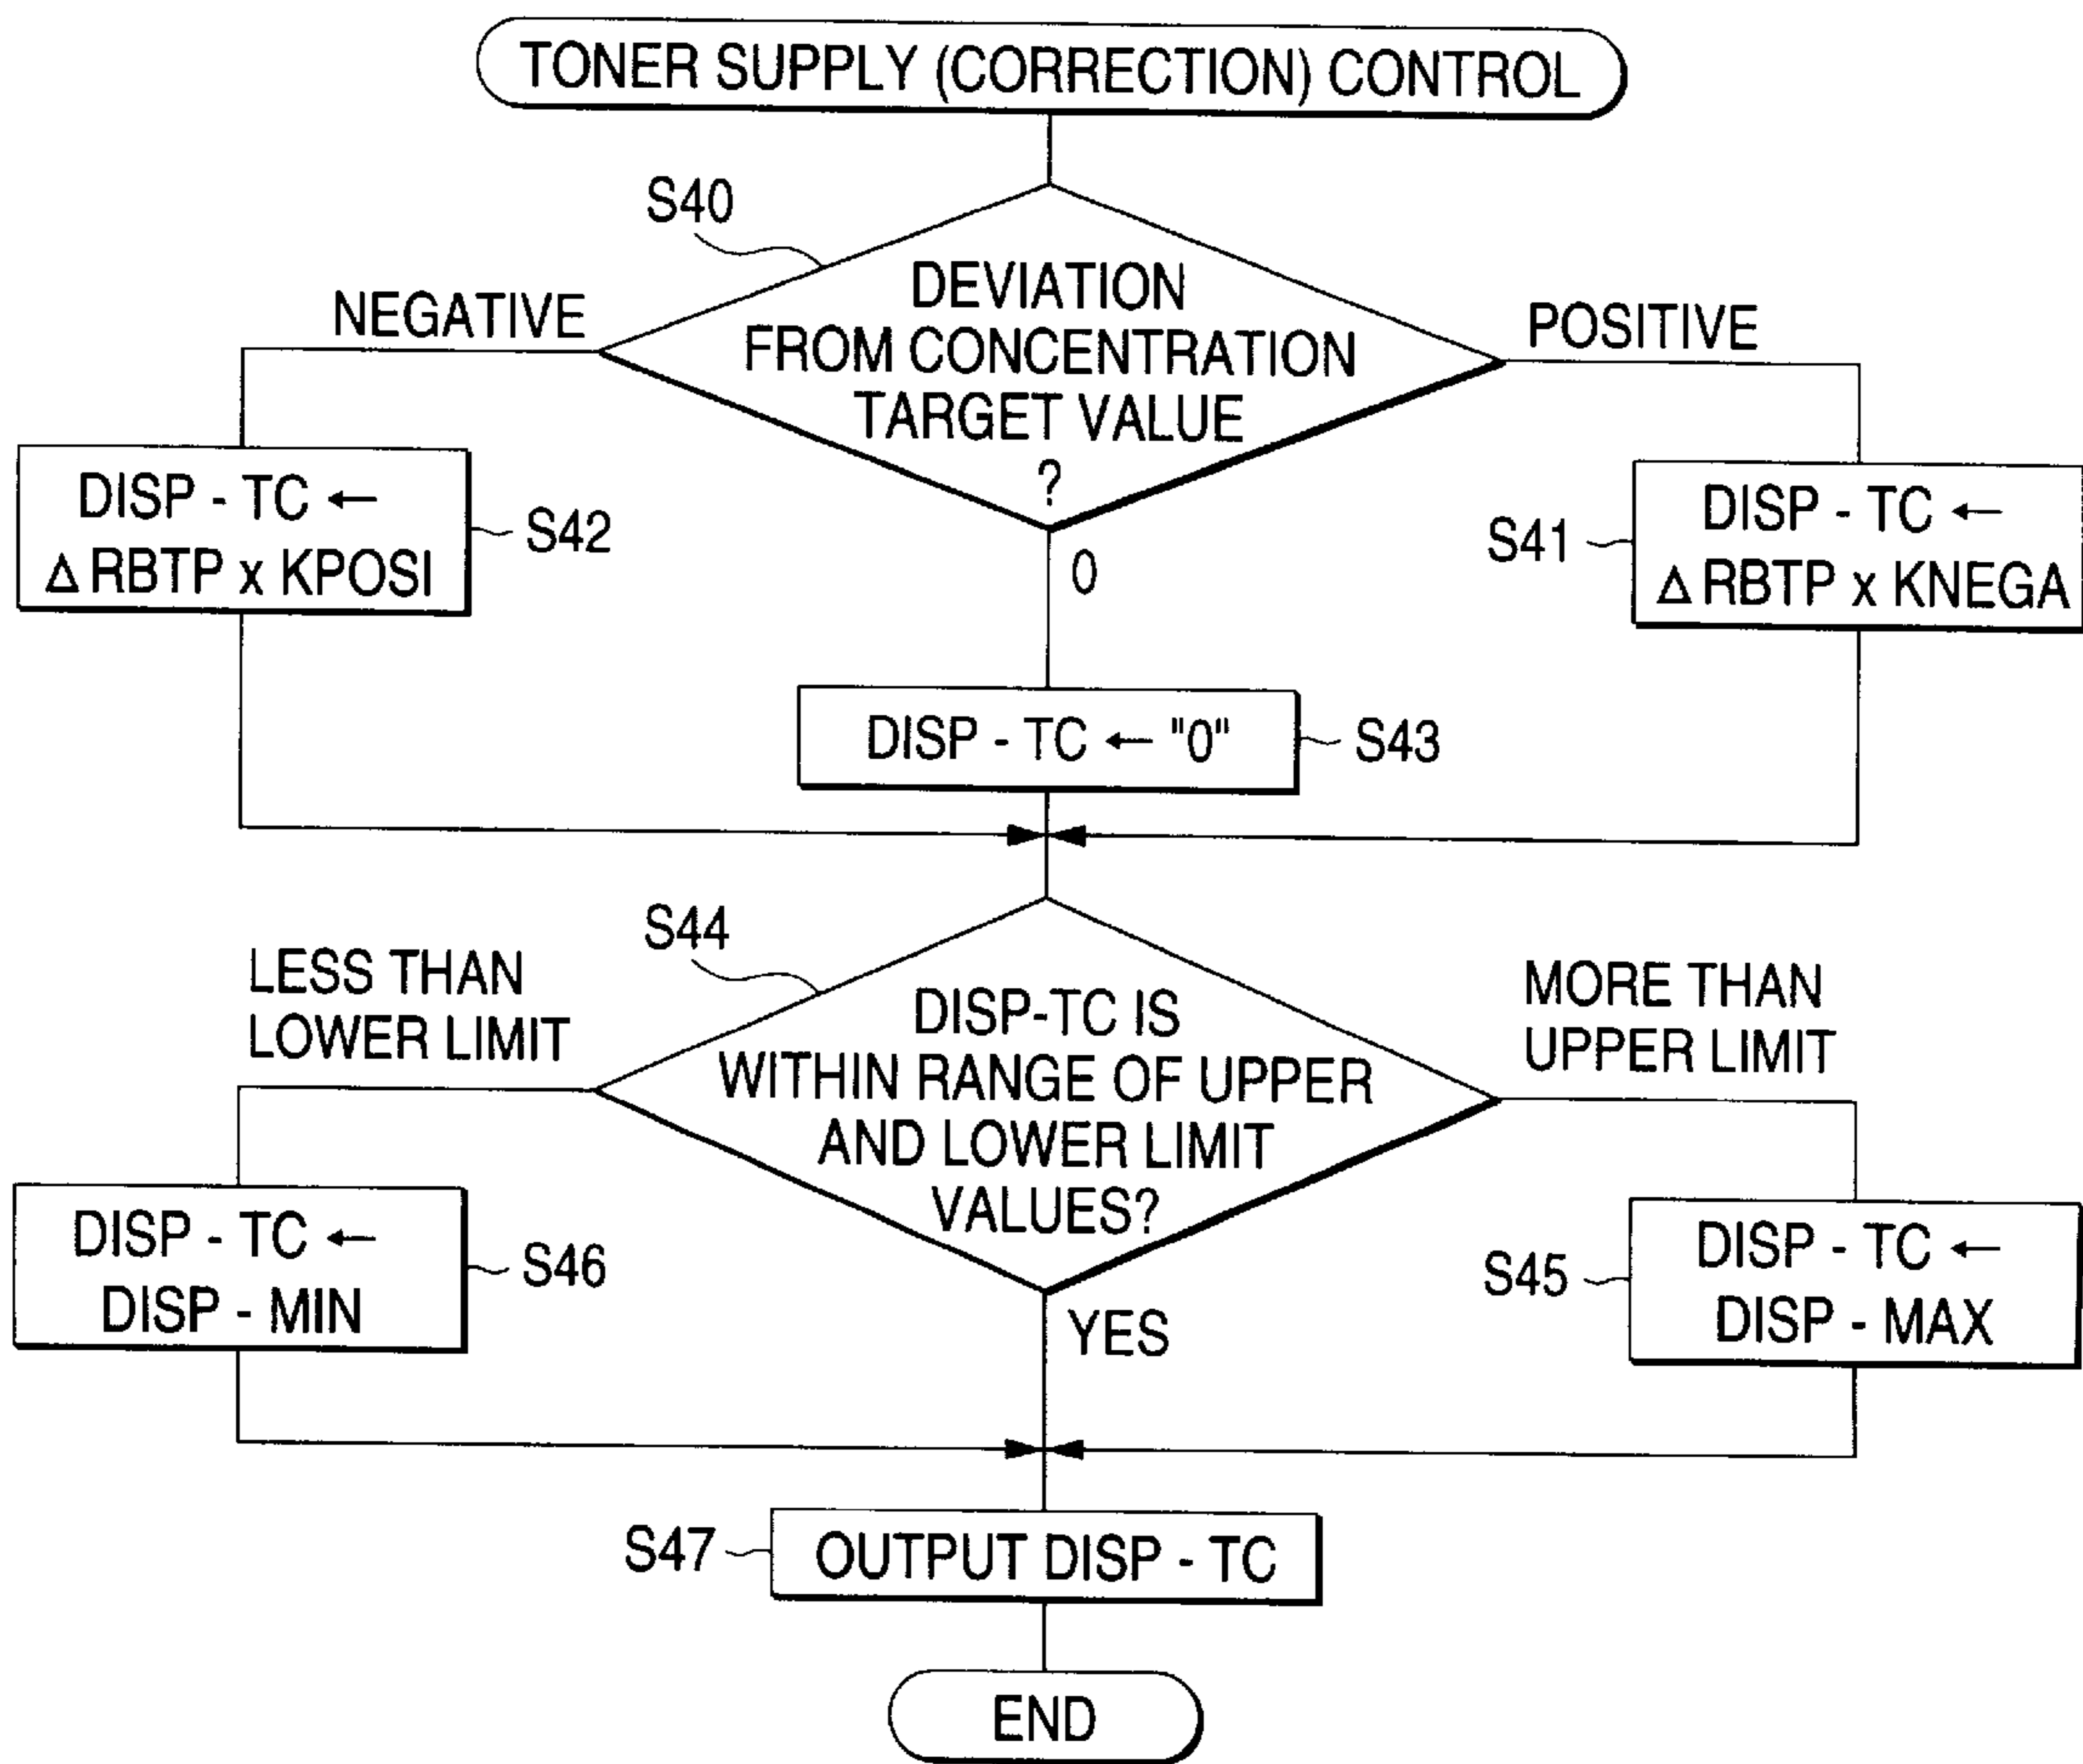 TONER SUPPLY (CORRECTION) CONTROL
S40
DEVIATION
FROM CONCENTRATION
TARGET VALUE
?
NEGATIVE
POSITIVE
0
DISP - TC ←
Δ RBTP x KPOSI
S42
S41
DISP - TC ←
Δ RBTP x KNEGA
DISP - TC ← "0"
S43
S44
DISP-TC IS
WITHIN RANGE OF UPPER
AND LOWER LIMIT
VALUES?
LESS THAN
LOWER LIMIT
MORE THAN
UPPER LIMIT
YES
DISP - TC ←
DISP - MIN
S46
S45
DISP - TC ←
DISP - MAX
S47
OUTPUT DISP - TC
END